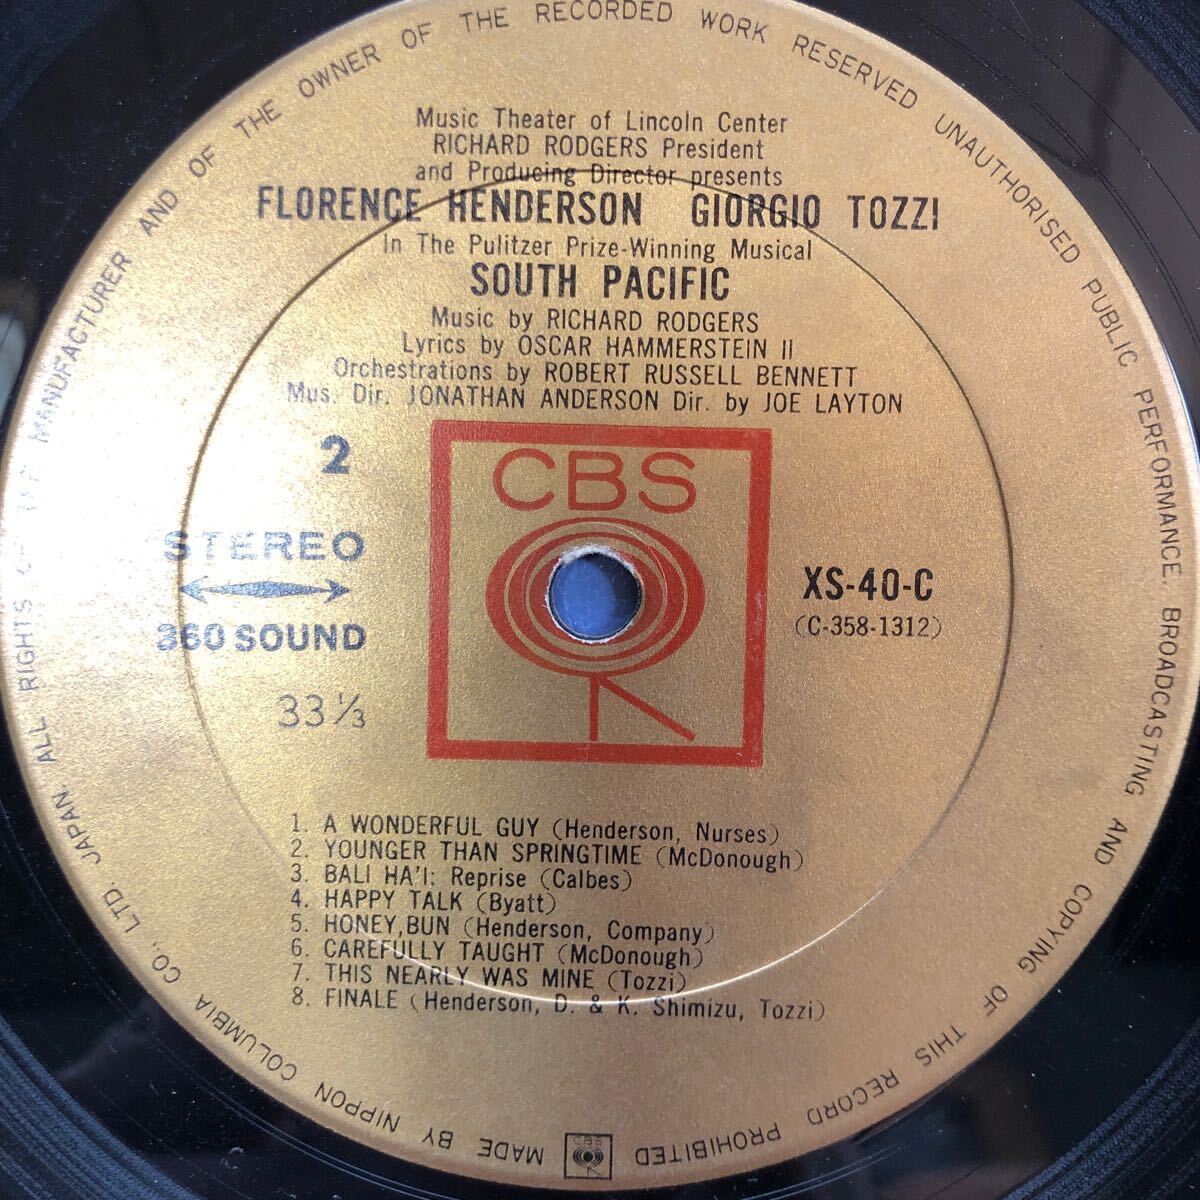 MADE BY NIPPON COLUMBIA CO., LTD. JAPAN. ALL RIGHTS OF THE MANUFACTURER AND OF THE OWNER OF THE RECORDED WORK RESERVED UNAUTHORISED PUBLIC PERFORMANCE. BROADCASTING AND COPYING OF THIS RECORD PROHIBITED
Music Theater of Lincoln Center
RICHARD RODGERS President
and Producing Director presents
FLORENCE HENDERSON GIORGIO TOZZI
In The Pulitzer Prize-Winning Musical
SOUTH PACIFIC
Music by RICHARD RODGERS
Lyrics by OSCAR HAMMERSTEIN II
Orchestrations by ROBERT RUSSELL BENNETT
Mus. Dir. JONATHAN ANDERSON Dir. by JOE LAYTON
2
CBS
STEREO
360 SOUND
33 1/3
XS-40-C
(C-358-1312)
1. A WONDERFUL GUY (Henderson, Nurses)
2. YOUNGER THAN SPRINGTIME (McDonough)
3. BALI HA'I: Reprise (Calbes)
4. HAPPY TALK (Byatt)
5. HONEY, BUN (Henderson, Company)
6. CAREFULLY TAUGHT (McDonough)
7. THIS NEARLY WAS MINE (Tozzi)
8. FINALE (Henderson, D. & K. Shimizu, Tozzi)
CBS